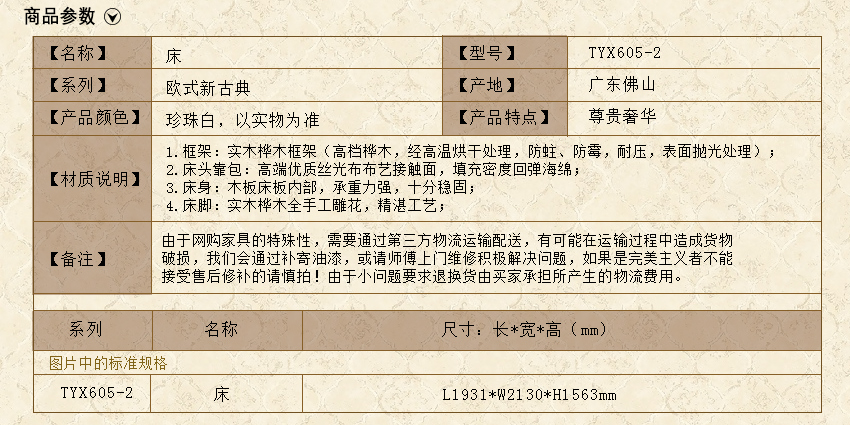 商品参数
【名称】 床 【型号】 TYX605-2
【系列】 欧式新古典 【产地】 广东佛山
【产品颜色】 珍珠白，以实物为准 【产品特点】 尊贵奢华
【材质说明】
1.框架：实木桦木框架（高档桦木，经高温烘干处理，防蛀、防霉，耐压，表面抛光处理）；
2.床头靠包：高端优质丝光布布艺接触面，填充密度回弹海绵；
3.床身：木板床板内部，承重力强，十分稳固；
4.床脚：实木桦木全手工雕花，精湛工艺；
【备注】
由于网购家具的特殊性，需要通过第三方物流运输配送，有可能在运输过程中造成货物
破损，我们会通过补寄油漆，或请师傅上门维修积极解决问题，如果是完美主义者不能
接受售后修补的请慎拍！由于小问题要求退换货由买家承担所产生的物流费用。
系列 名称 尺寸：长*宽*高（mm）
图片中的标准规格
TYX605-2 床 L1931*W2130*H1563mm